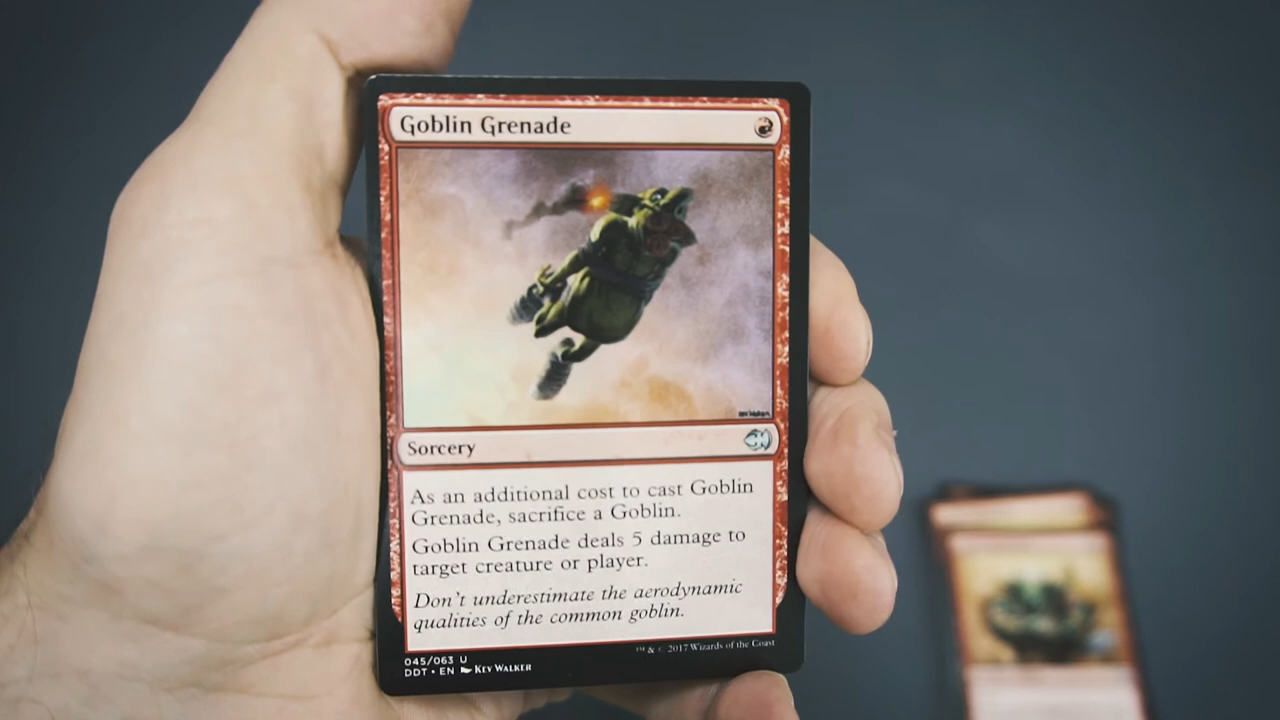 Goblin Grenade
Sorcery
As an additional cost to cast Goblin
Grenade, sacrifice a Goblin.
Goblin Grenade deals 5 damage to
target creature or player.
Don't underestimate the aerodynamic
qualities of the common goblin.
045/063 U
DDT • EN Kev Walker
™ & © 2017 Wizards of the Coast